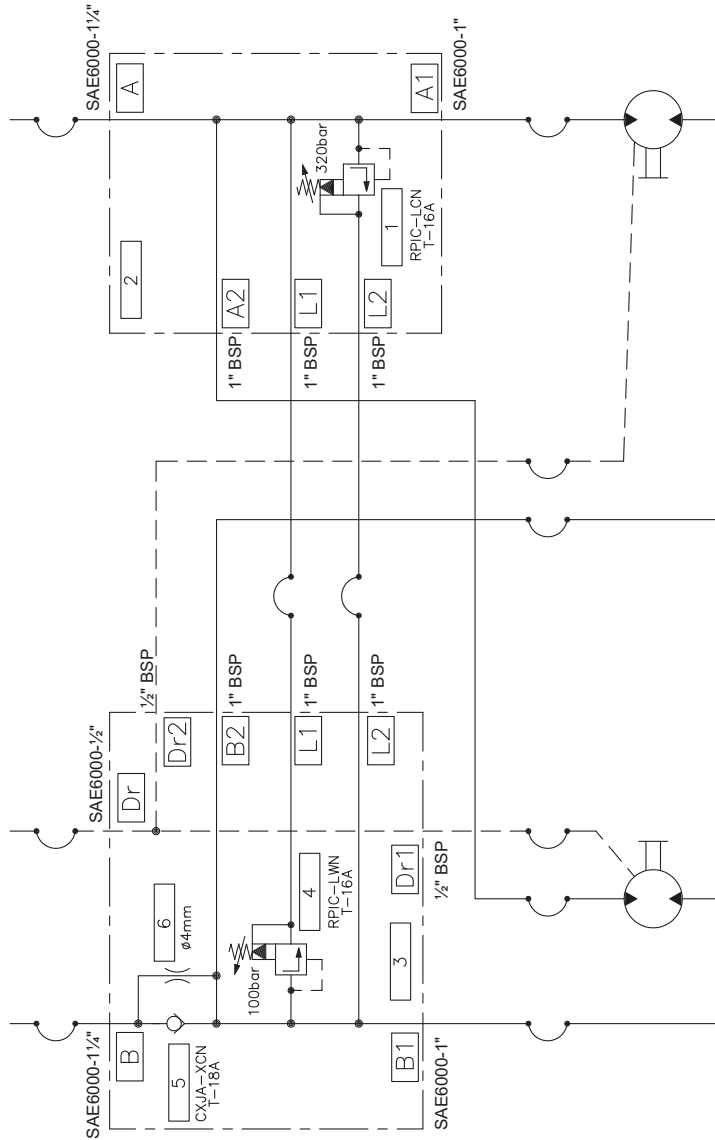 SAE6000-1¼"
A
A1
SAE6000-1"
320bar
1
RPIC-LCN
T-16A
2
A2
L1
L2
1" BSP
1" BSP
1" BSP
½" BSP
1" BSP
1" BSP
1" BSP
SAE6000-½"
Dr
Dr2
B2
L1
L2
Dr1
½" BSP
6
ø4mm
4
RPIC-LWN
T-16A
100bar
3
SAE6000-1¼"
B
5
CXJA-XCN
T-18A
B1
SAE6000-1"